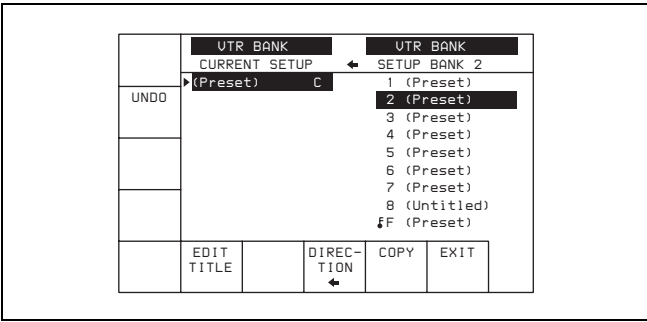 VTR BANK VTR BANK
CURRENT SETUP ← SETUP BANK 2
▶(Preset) C 1 (Preset)
UNDO 2 (Preset)
3 (Preset)
4 (Preset)
5 (Preset)
6 (Preset)
7 (Preset)
8 (Untitled)
F (Preset)
EDIT TITLE
DIREC-
TION
←
COPY
EXIT